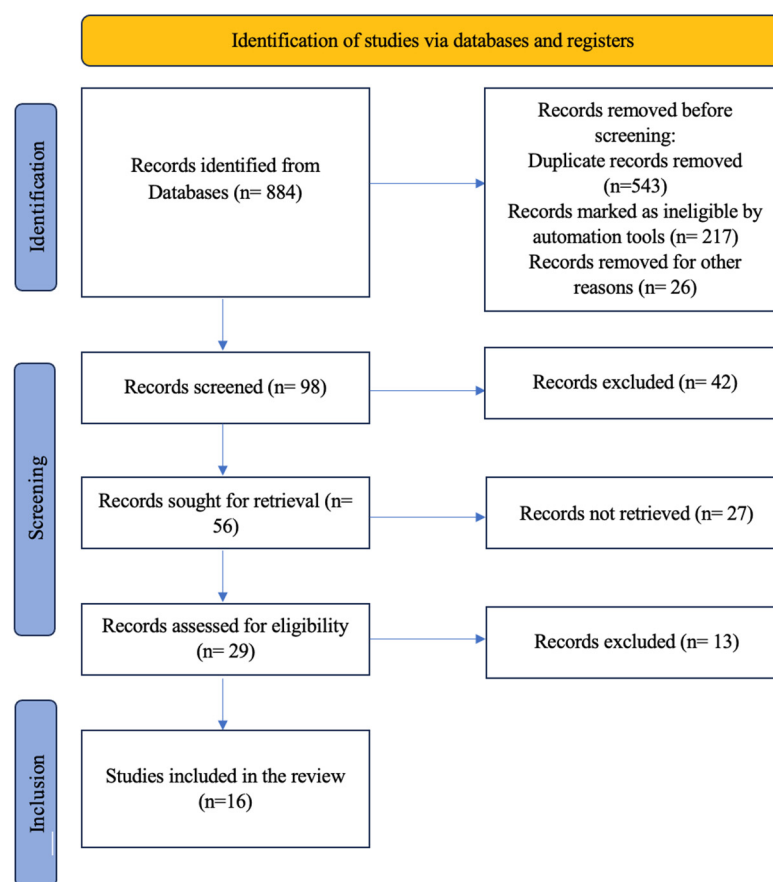 Identification of studies via databases and registers
Identification
Records identified from
Databases (n= 884)
Records removed before
screening:
Duplicate records removed
(n=543)
Records marked as ineligible by
automation tools (n= 217)
Records removed for other
reasons (n= 26)
Screening
Records screened (n= 98)
Records excluded (n= 42)
Records sought for retrieval (n=
56)
Records not retrieved (n= 27)
Records assessed for eligibility
(n= 29)
Records excluded (n= 13)
Inclusion
Studies included in the review
(n=16)